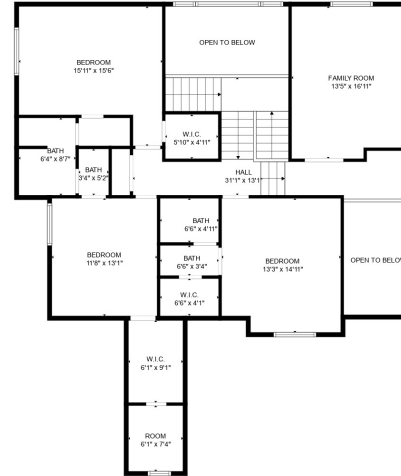 BEDROOM
15'11" x 15'6"
OPEN TO BELOW
FAMILY ROOM
13'5" x 16'11"
W.I.C.
5'10" x 4'11"
BATH
6'4" x 8'7"
BATH
3'4" x 5'2"
HALL
31'1" x 13'1"
BATH
6'6" x 4'11"
BEDROOM
11'8" x 13'1"
BATH
6'6" x 3'4"
BEDROOM
13'3" x 14'11"
OPEN TO BELOW
W.I.C.
6'6" x 4'1"
W.I.C.
6'1" x 9'1"
ROOM
6'1" x 7'4"